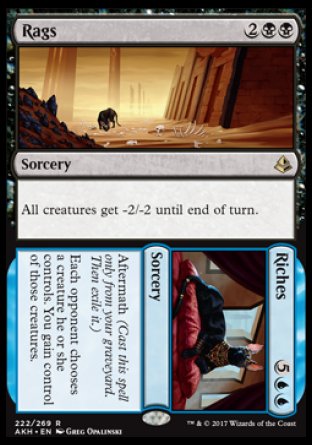 Rags 2
Sorcery
All creatures get -2/-2 until end of turn.
Riches 5
Sorcery
Aftermath (Cast this spell
only from your graveyard.
Then exile it.)
Each opponent chooses
a creature he or she
controls. You gain control
of those creatures.
222/269 R
AKH • EN GREG OPALINSKI ™ & © 2017 Wizards of the Coast